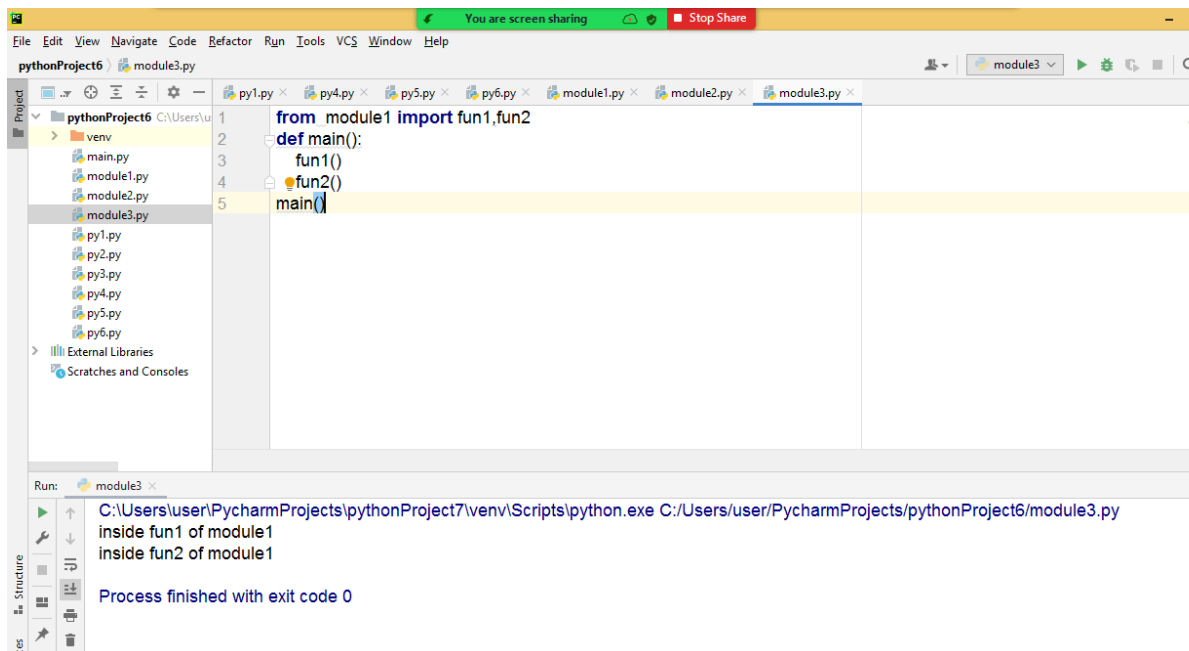 PC
You are screen sharing Stop Share
File Edit View Navigate Code Refactor Run Tools VCS Window Help
pythonProject6 module3.py module3
Project
py1.py py4.py py5.py py6.py module1.py module2.py module3.py
pythonProject6 C:\Users\u
venv
main.py
module1.py
module2.py
module3.py
py1.py
py2.py
py3.py
py4.py
py5.py
py6.py
External Libraries
Scratches and Consoles
1 from module1 import fun1,fun2
2 def main():
3 fun1()
4 fun2()
5 main()
Run: module3
C:\Users\user\PycharmProjects\pythonProject7\venv\Scripts\python.exe C:/Users/user/PycharmProjects/pythonProject6/module3.py
inside fun1 of module1
inside fun2 of module1
Process finished with exit code 0
Structure